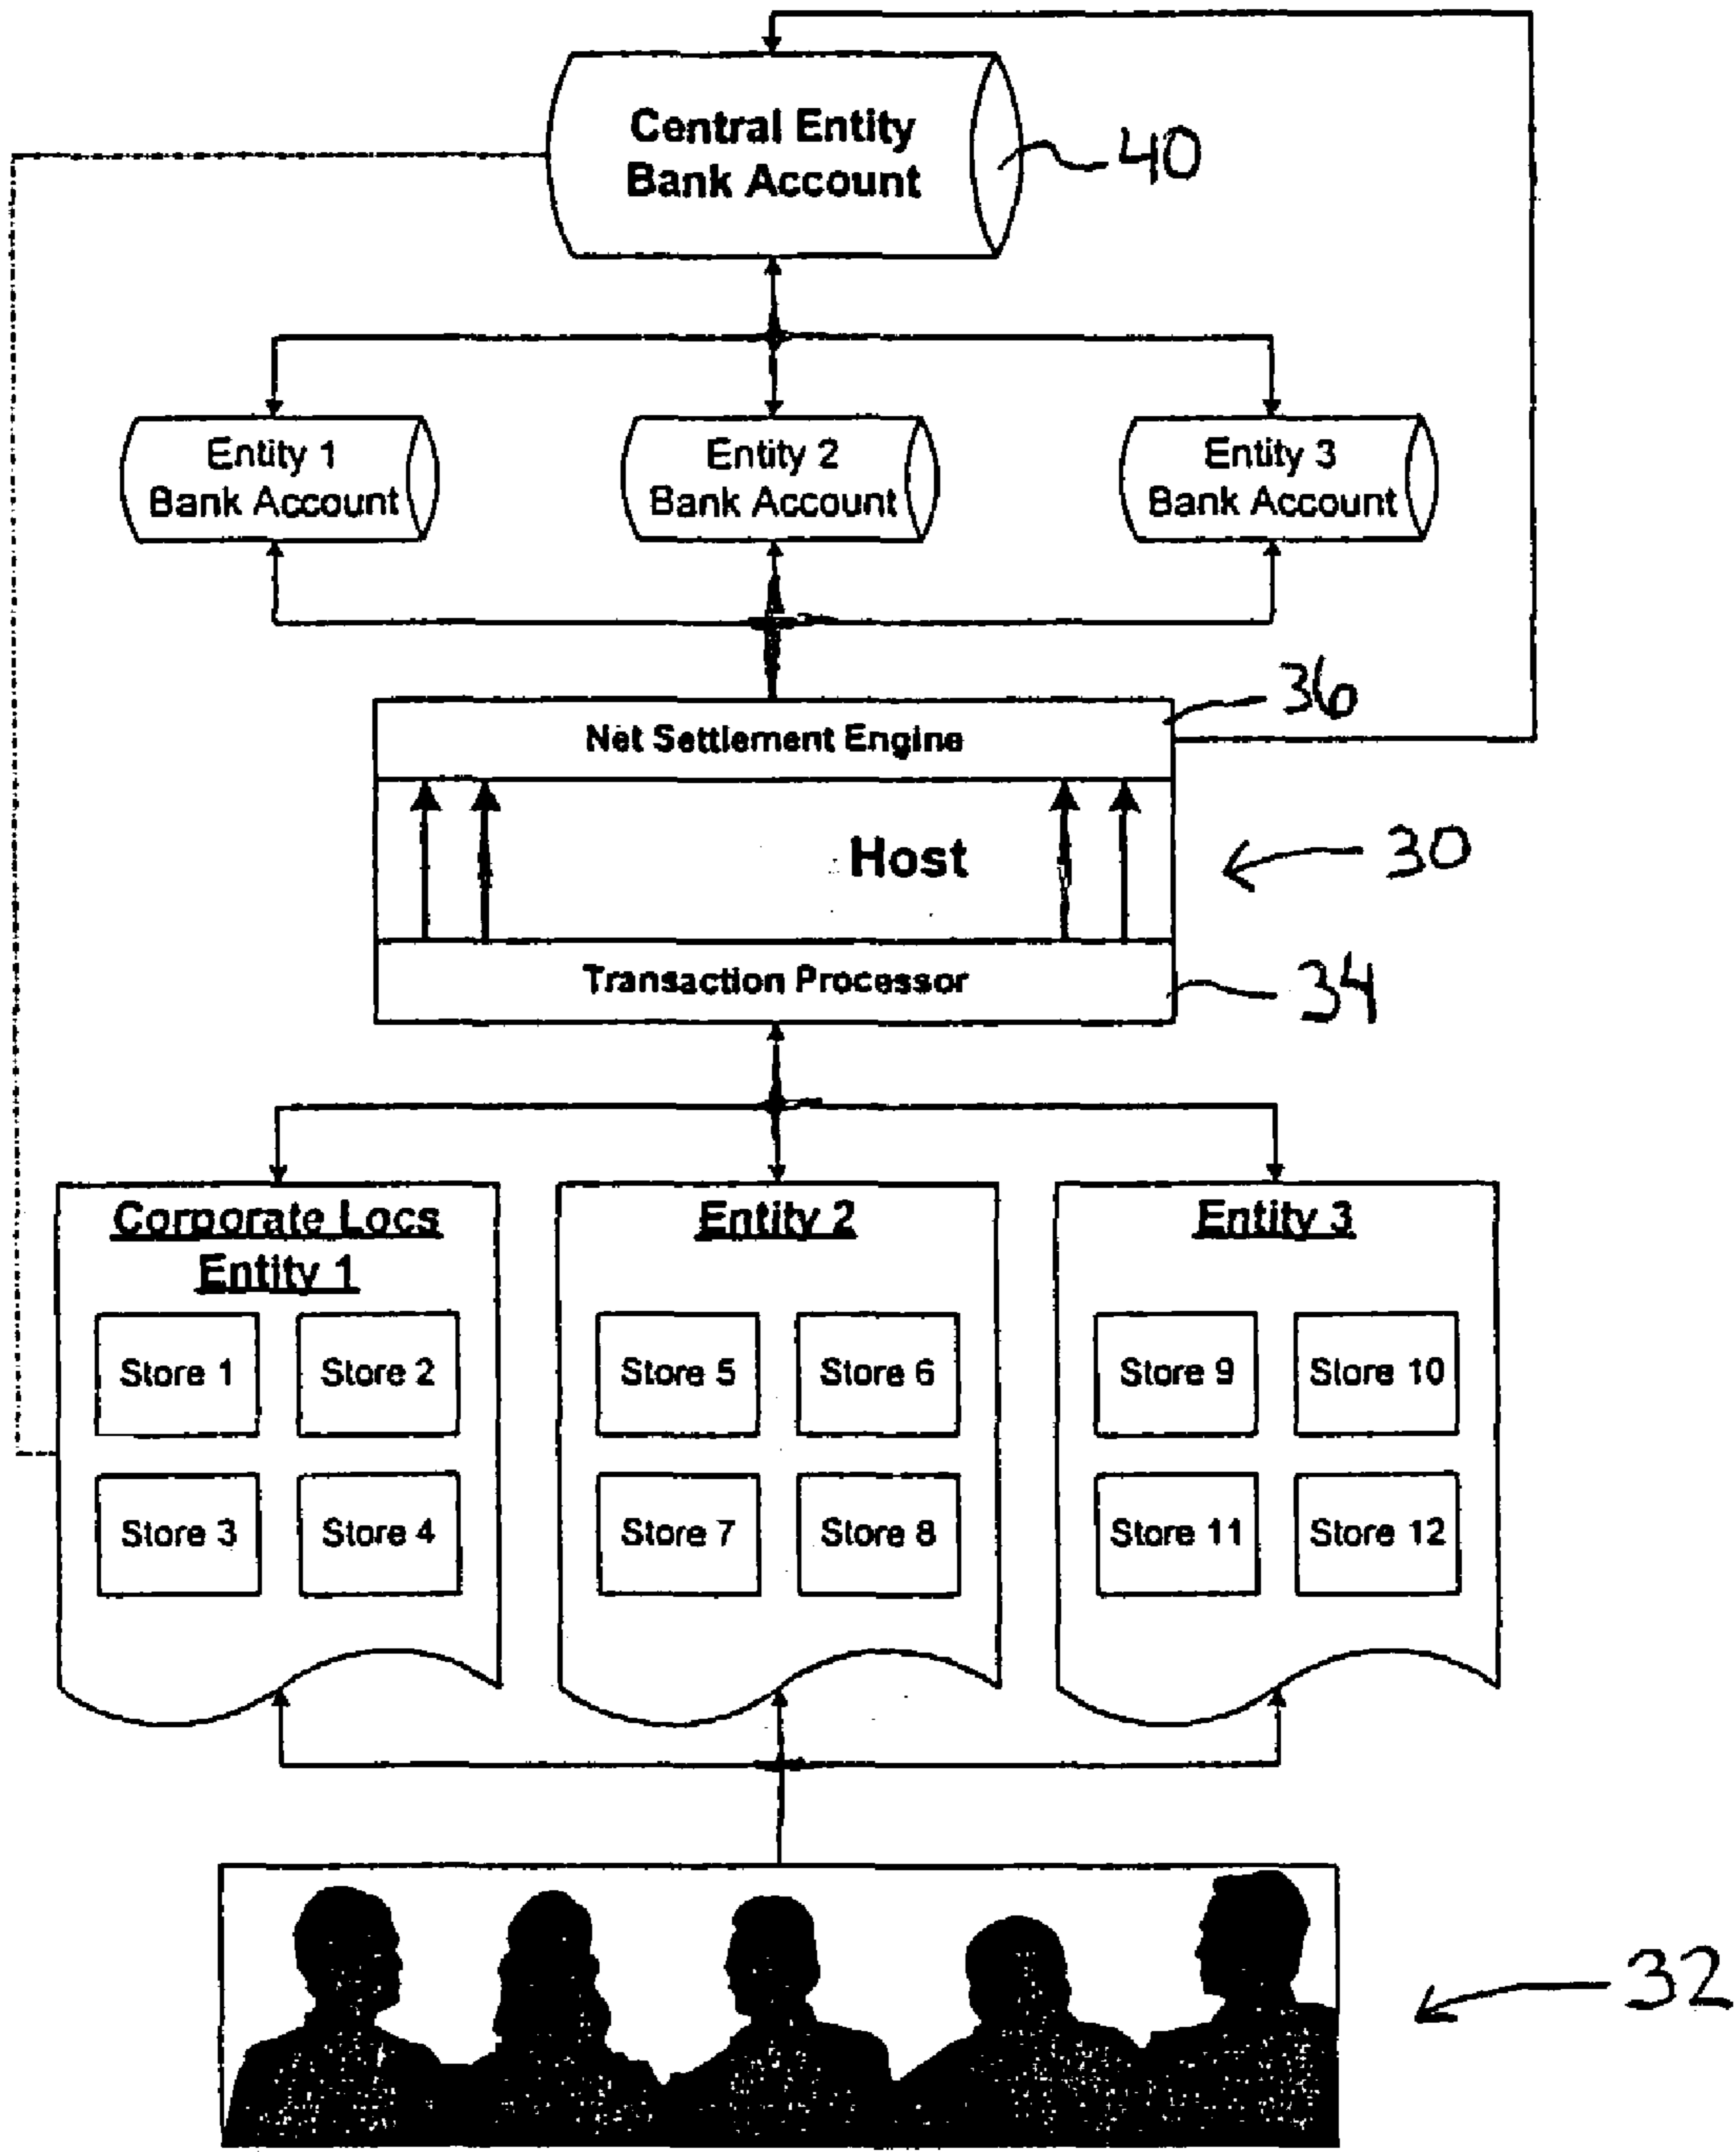 Central Entity
Bank Account
40
Entity 1
Bank Account
Entity 2
Bank Account
Entity 3
Bank Account
36
Net Settlement Engine
Host
30
Transaction Processor
34
Corporate Locs
Entity 1
Store 1
Store 2
Store 3
Store 4
Entity 2
Store 5
Store 6
Store 7
Store 8
Entity 3
Store 9
Store 10
Store 11
Store 12
32